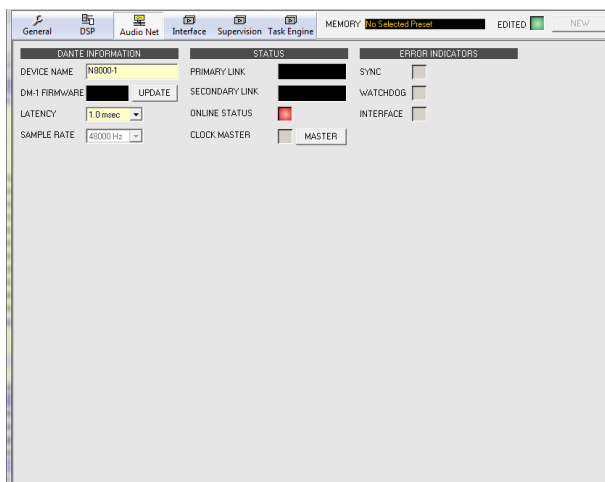 General DSP Audio Net Interface Supervision Task Engine MEMORY No Selected Preset EDITED NEW
DANTE INFORMATION STATUS ERROR INDICATORS
DEVICE NAME N8000-1 PRIMARY LINK SYNC
DM-1 FIRMWARE UPDATE SECONDARY LINK WATCHDOG
LATENCY 1.0 msec ONLINE STATUS INTERFACE
SAMPLE RATE 48000 Hz CLOCK MASTER MASTER